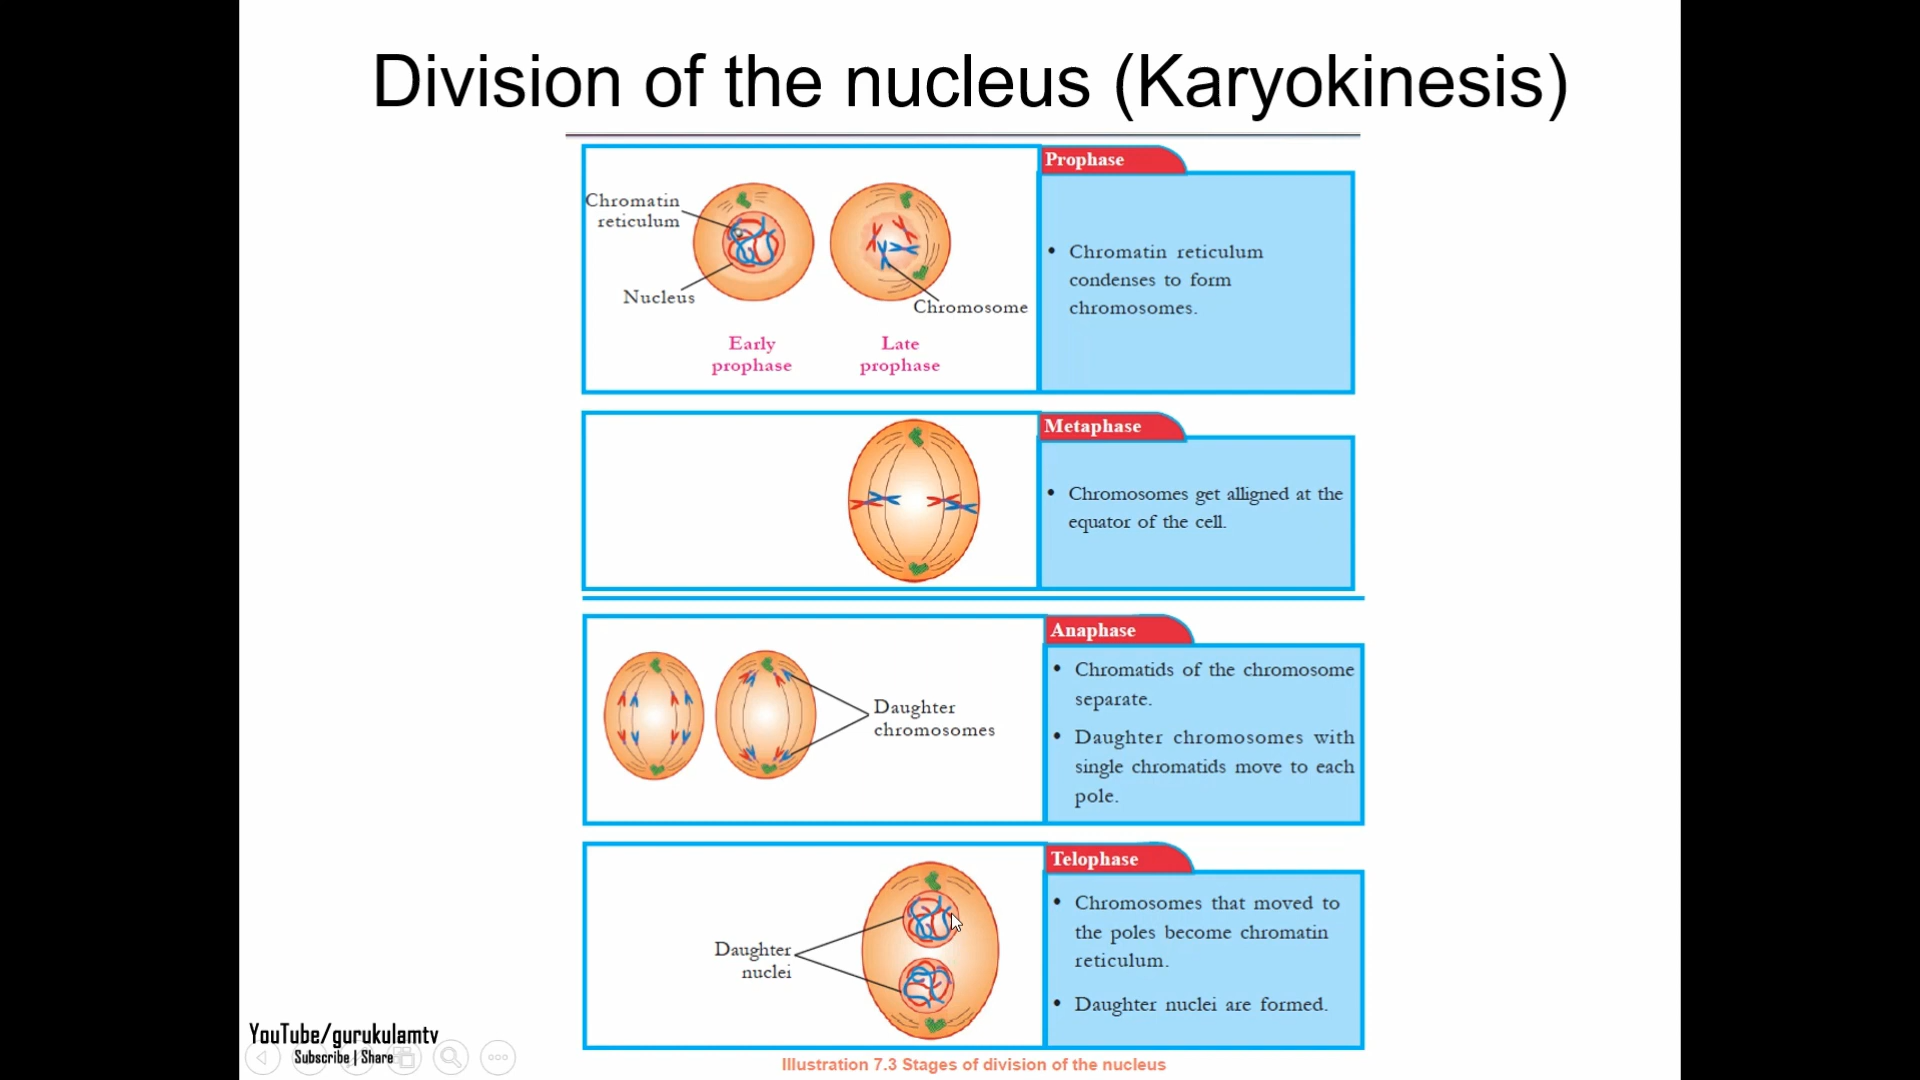 Division of the nucleus (Karyokinesis)
Prophase
Chromatin
reticulum
Nucleus
Chromosome
Early
prophase
Late
prophase
• Chromatin reticulum
condenses to form
chromosomes.
Metaphase
• Chromosomes get alligned at the
equator of the cell.
Anaphase
Daughter
chromosomes
• Chromatids of the chromosome
separate.
• Daughter chromosomes with
single chromatids move to each
pole.
Telophase
Daughter
nuclei
• Chromosomes that moved to
the poles become chromatin
reticulum.
• Daughter nuclei are formed.
YouTube/gurukulamtv
Subscribe | Share
Illustration 7.3 Stages of division of the nucleus